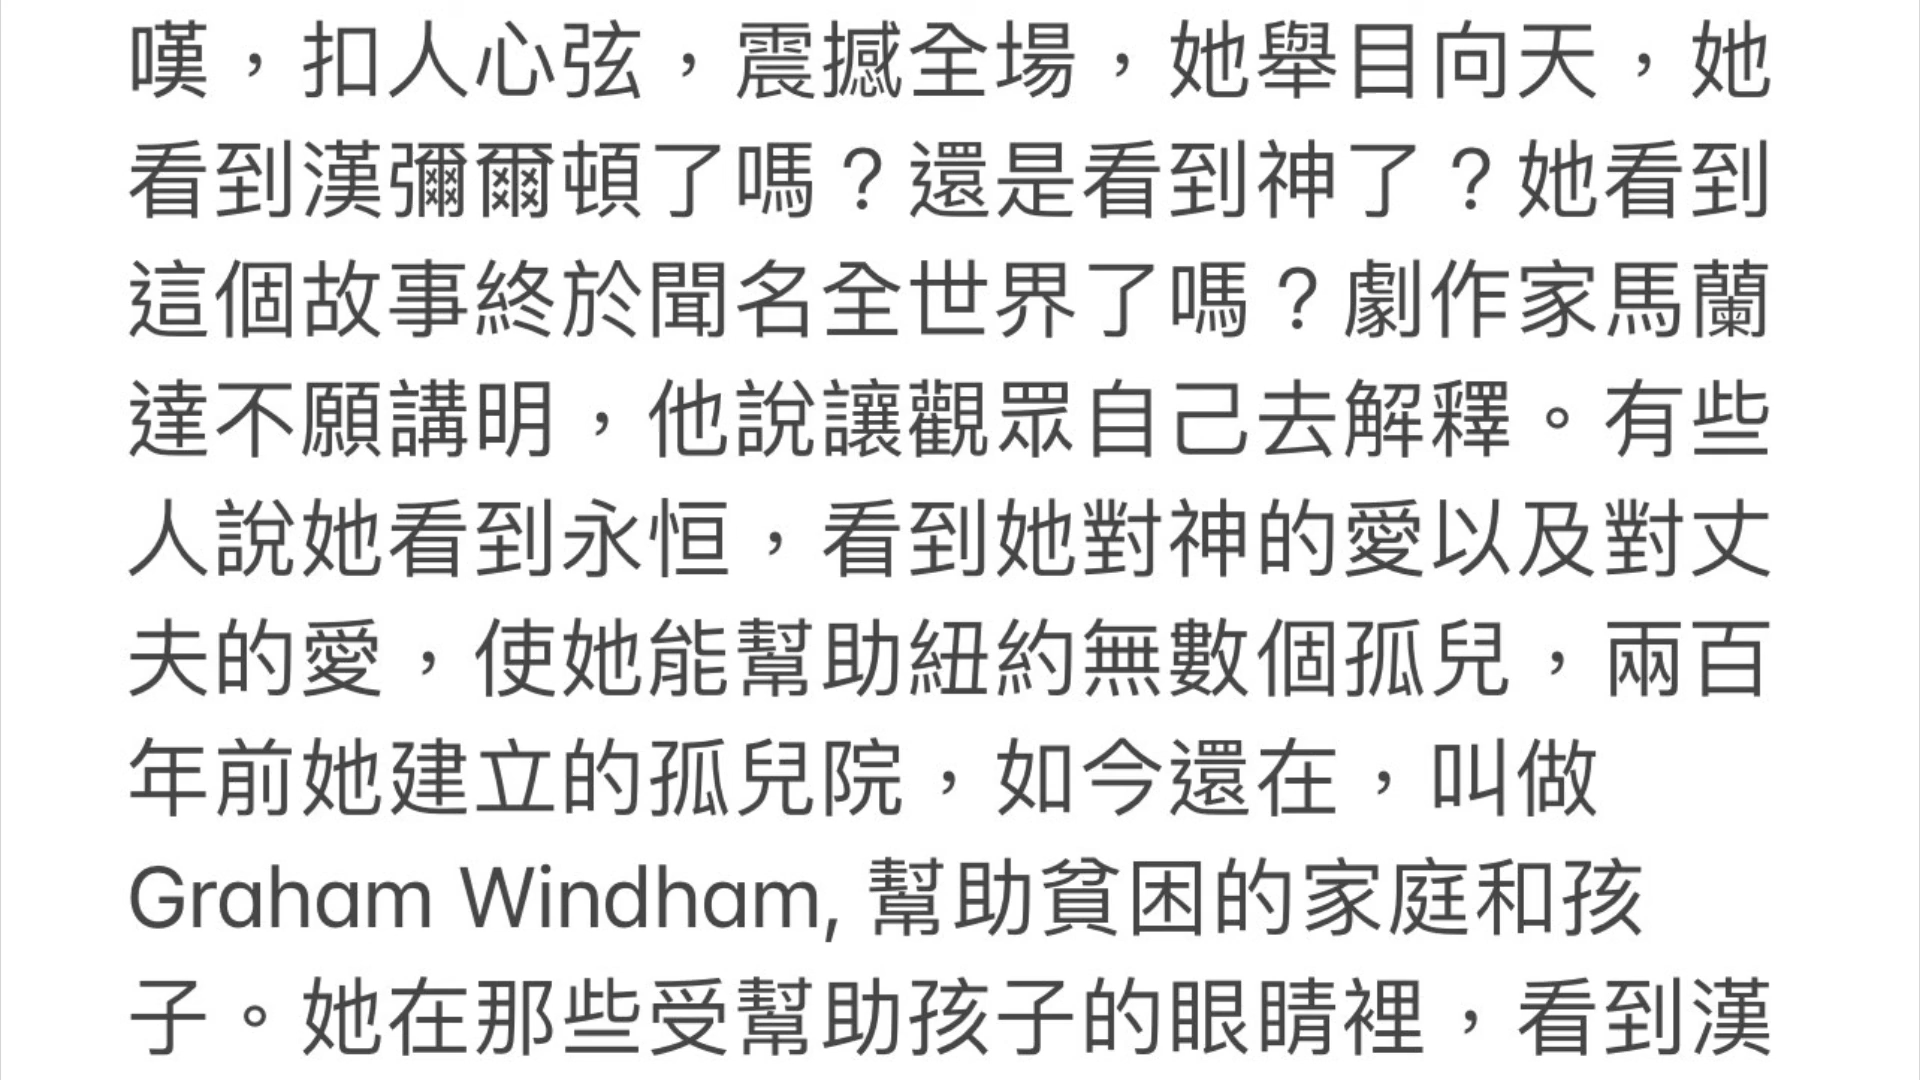 嘆，扣人心弦，震撼全場，她舉目向天，她
看到漢彌爾頓了嗎？還是看到神了？她看到
這個故事終於聞名全世界了嗎？劇作家馬蘭
達不願講明，他說讓觀眾自己去解釋。有些
人說她看到永恒，看到她對神的愛以及對丈
夫的愛，使她能幫助紐約無數個孤兒，兩百
年前她建立的孤兒院，如今還在，叫做
Graham Windham, 幫助貧困的家庭和孩
子。她在那些受幫助孩子的眼睛裡，看到漢